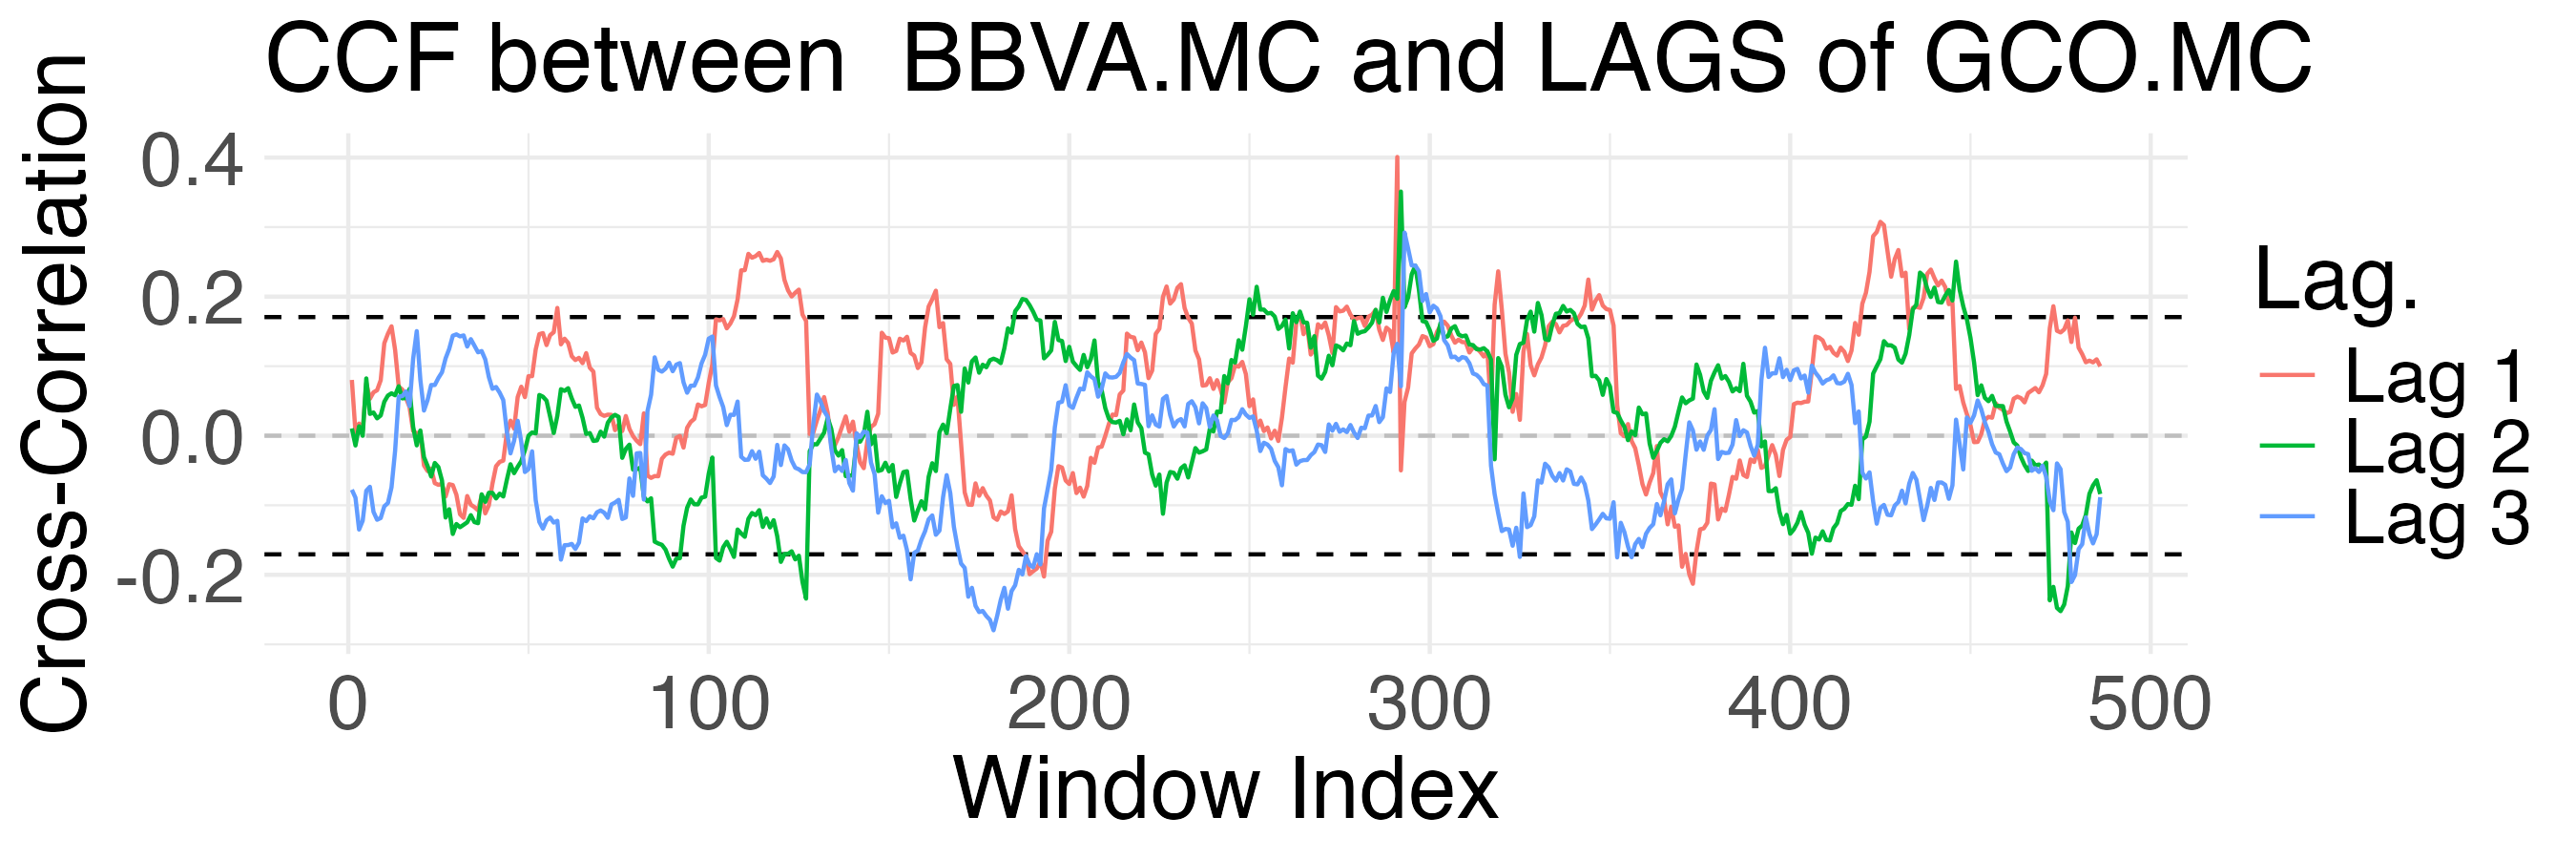 CCF between  BBVA.MC and LAGS of GCO.MC
Cross-Correlation
0.4
0.2
0.0
-0.2
0 100 200 300 400 500
Window Index
Lag.
Lag 1
Lag 2
Lag 3